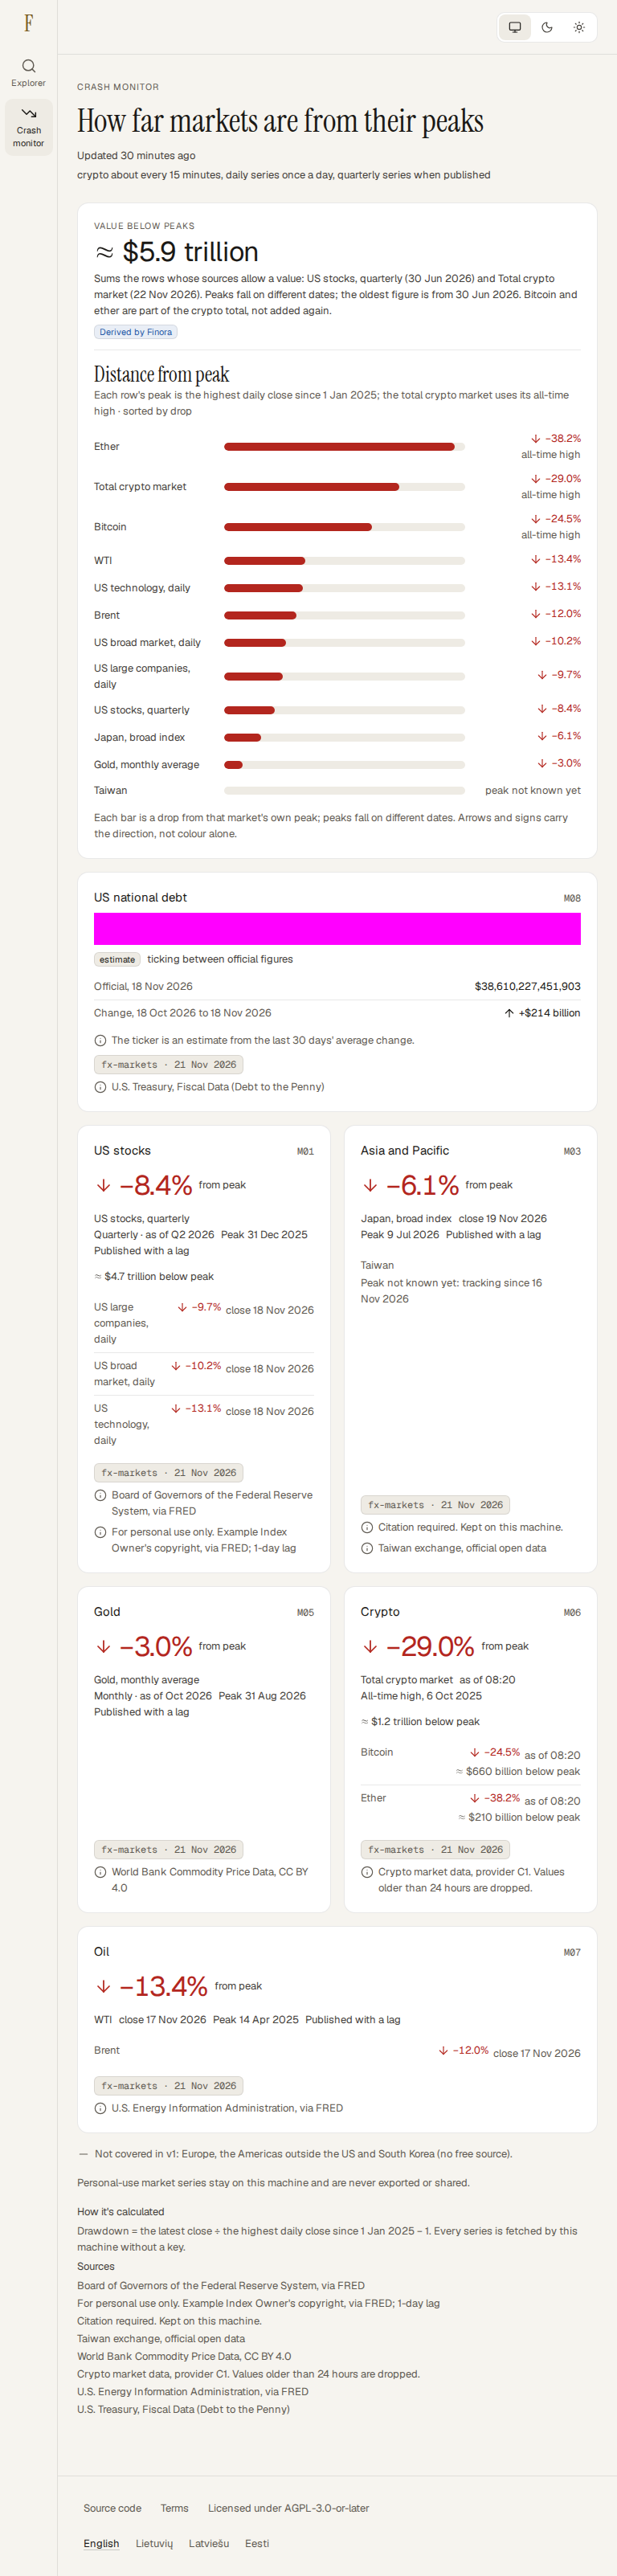 F
Explorer
Crash
monitor
CRASH MONITOR
How far markets are from their peaks
Updated 30 minutes ago
crypto about every 15 minutes, daily series once a day, quarterly series when published
VALUE BELOW PEAKS
≈ $5.9 trillion
Sums the rows whose sources allow a value: US stocks, quarterly (30 Jun 2026) and Total crypto
market (22 Nov 2026). Peaks fall on different dates; the oldest figure is from 30 Jun 2026. Bitcoin and
ether are part of the crypto total, not added again.
Derived by Finora
Distance from peak
Each row's peak is the highest daily close since 1 Jan 2025; the total crypto market uses its all-time
high · sorted by drop
Ether ↓ −38.2%
all-time high
Total crypto market ↓ −29.0%
all-time high
Bitcoin ↓ −24.5%
all-time high
WTI ↓ −13.4%
US technology, daily ↓ −13.1%
Brent ↓ −12.0%
US broad market, daily ↓ −10.2%
US large companies,
daily ↓ −9.7%
US stocks, quarterly ↓ −8.4%
Japan, broad index ↓ −6.1%
Gold, monthly average ↓ −3.0%
Taiwan peak not known yet
Each bar is a drop from that market's own peak; peaks fall on different dates. Arrows and signs carry
the direction, not colour alone.
US national debt M08
estimate ticking between official figures
Official, 18 Nov 2026 $38,610,227,451,903
Change, 18 Oct 2026 to 18 Nov 2026 ↑ +$214 billion
The ticker is an estimate from the last 30 days' average change.
fx-markets · 21 Nov 2026
U.S. Treasury, Fiscal Data (Debt to the Penny)
US stocks M01
↓ −8.4% from peak
US stocks, quarterly
Quarterly · as of Q2 2026 Peak 31 Dec 2025
Published with a lag
≈ $4.7 trillion below peak
US large
companies,
daily ↓ −9.7% close 18 Nov 2026
US broad
market, daily ↓ −10.2% close 18 Nov 2026
US
technology,
daily ↓ −13.1% close 18 Nov 2026
fx-markets · 21 Nov 2026
Board of Governors of the Federal Reserve
System, via FRED
For personal use only. Example Index
Owner's copyright, via FRED; 1-day lag
Asia and Pacific M03
↓ −6.1% from peak
Japan, broad index close 19 Nov 2026
Peak 9 Jul 2026 Published with a lag
Taiwan
Peak not known yet: tracking since 16
Nov 2026
fx-markets · 21 Nov 2026
Citation required. Kept on this machine.
Taiwan exchange, official open data
Gold M05
↓ −3.0% from peak
Gold, monthly average
Monthly · as of Oct 2026 Peak 31 Aug 2026
Published with a lag
fx-markets · 21 Nov 2026
World Bank Commodity Price Data, CC BY
4.0
Crypto M06
↓ −29.0% from peak
Total crypto market as of 08:20
All-time high, 6 Oct 2025
≈ $1.2 trillion below peak
Bitcoin ↓ −24.5% as of 08:20
≈ $660 billion below peak
Ether ↓ −38.2% as of 08:20
≈ $210 billion below peak
fx-markets · 21 Nov 2026
Crypto market data, provider C1. Values
older than 24 hours are dropped.
Oil M07
↓ −13.4% from peak
WTI close 17 Nov 2026 Peak 14 Apr 2025 Published with a lag
Brent ↓ −12.0% close 17 Nov 2026
fx-markets · 21 Nov 2026
U.S. Energy Information Administration, via FRED
— Not covered in v1: Europe, the Americas outside the US and South Korea (no free source).
Personal-use market series stay on this machine and are never exported or shared.
How it's calculated
Drawdown = the latest close ÷ the highest daily close since 1 Jan 2025 − 1. Every series is fetched by this
machine without a key.
Sources
Board of Governors of the Federal Reserve System, via FRED
For personal use only. Example Index Owner's copyright, via FRED; 1-day lag
Citation required. Kept on this machine.
Taiwan exchange, official open data
World Bank Commodity Price Data, CC BY 4.0
Crypto market data, provider C1. Values older than 24 hours are dropped.
U.S. Energy Information Administration, via FRED
U.S. Treasury, Fiscal Data (Debt to the Penny)
Source code Terms Licensed under AGPL-3.0-or-later
English Lietuvių Latviešu Eesti